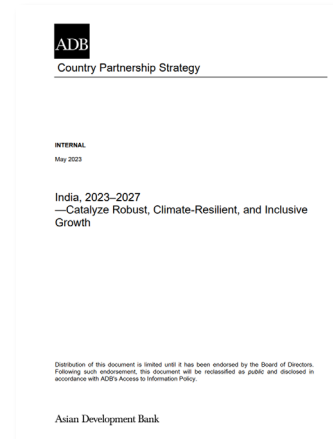 ADB
Country Partnership Strategy
INTERNAL
May 2023
India, 2023–2027
—Catalyze Robust, Climate-Resilient, and Inclusive
Growth
Distribution of this document is limited until it has been endorsed by the Board of Directors.
Following such endorsement, this document will be reclassified as public and disclosed in
accordance with ADB's Access to Information Policy.
Asian Development Bank